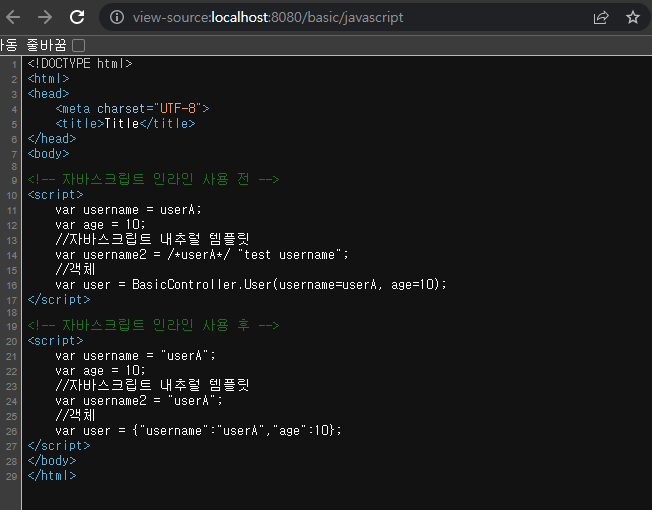 view-source:localhost:8080/basic/javascript
자동 줄바꿈
1 <!DOCTYPE html>
2 <html>
3 <head>
4     <meta charset="UTF-8">
5     <title>Title</title>
6 </head>
7 <body>
8
9 <!-- 자바스크립트 인라인 사용 전 -->
10 <script>
11     var username = userA;
12     var age = 10;
13     //자바스크립트 내추럴 템플릿
14     var username2 = /*userA*/ "test username";
15     //객체
16     var user = BasicController.User(username=userA, age=10);
17 </script>
18
19 <!-- 자바스크립트 인라인 사용 후 -->
20 <script>
21     var username = "userA";
22     var age = 10;
23     //자바스크립트 내추럴 템플릿
24     var username2 = "userA";
25     //객체
26     var user = {"username":"userA","age":10};
27 </script>
28 </body>
29 </html>